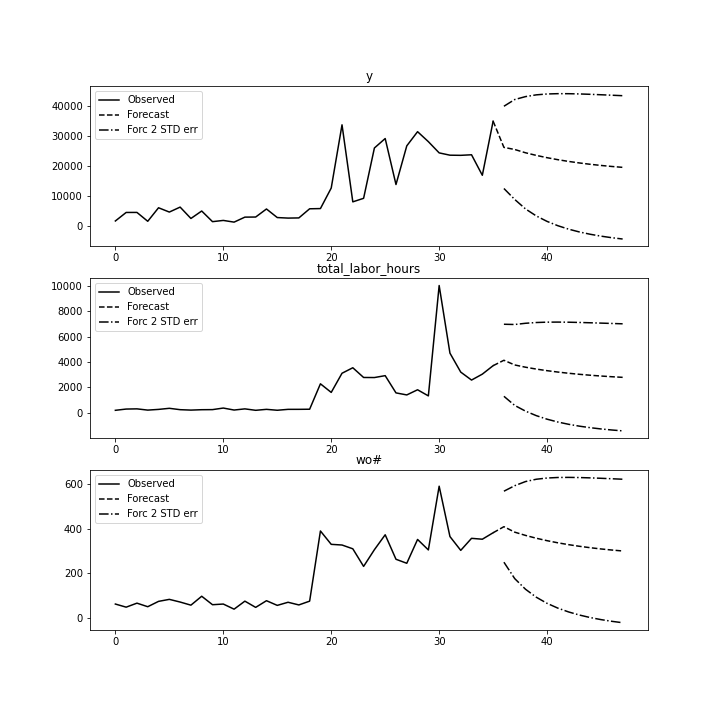 y
40000
30000
20000
10000
0
Observed
Forecast
Forc 2 STD err
0 10 20 30 40
total_labor_hours
10000
8000
6000
4000
2000
0
Observed
Forecast
Forc 2 STD err
0 10 20 30 40
wo#
600
400
200
0
Observed
Forecast
Forc 2 STD err
0 10 20 30 40